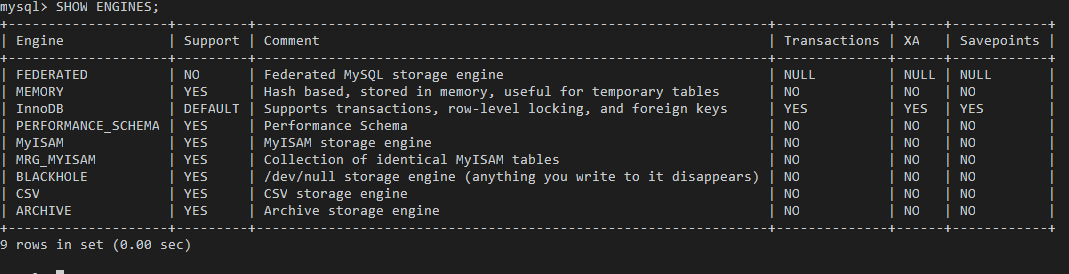 mysql> SHOW ENGINES;
+--------------------+---------+----------------------------------------------------------------+--------------+------+------------+
| Engine             | Support | Comment                                                        | Transactions | XA   | Savepoints |
+--------------------+---------+----------------------------------------------------------------+--------------+------+------------+
| FEDERATED          | NO      | Federated MySQL storage engine                                 | NULL         | NULL | NULL       |
| MEMORY             | YES     | Hash based, stored in memory, useful for temporary tables      | NO           | NO   | NO         |
| InnoDB             | DEFAULT | Supports transactions, row-level locking, and foreign keys     | YES          | YES  | YES        |
| PERFORMANCE_SCHEMA | YES     | Performance Schema                                             | NO           | NO   | NO         |
| MyISAM             | YES     | MyISAM storage engine                                          | NO           | NO   | NO         |
| MRG_MYISAM         | YES     | Collection of identical MyISAM tables                          | NO           | NO   | NO         |
| BLACKHOLE          | YES     | /dev/null storage engine (anything you write to it disappears) | NO           | NO   | NO         |
| CSV                | YES     | CSV storage engine                                             | NO           | NO   | NO         |
| ARCHIVE            | YES     | Archive storage engine                                         | NO           | NO   | NO         |
+--------------------+---------+----------------------------------------------------------------+--------------+------+------------+
9 rows in set (0.00 sec)